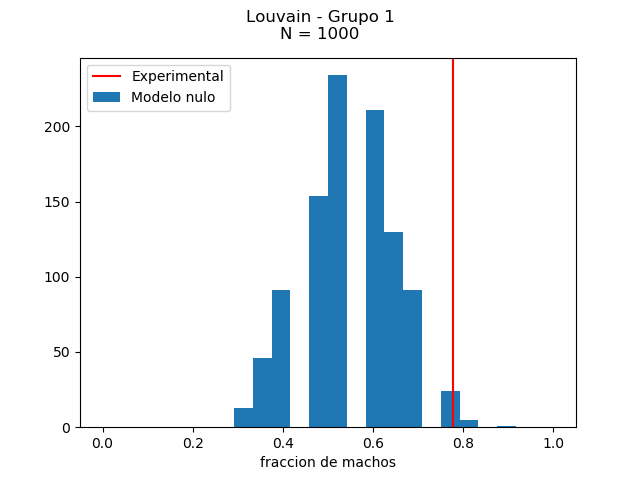 Louvain - Grupo 1
N = 1000
Experimental
Modelo nulo
200
150
100
50
0
0.0 0.2 0.4 0.6 0.8 1.0
fraccion de machos